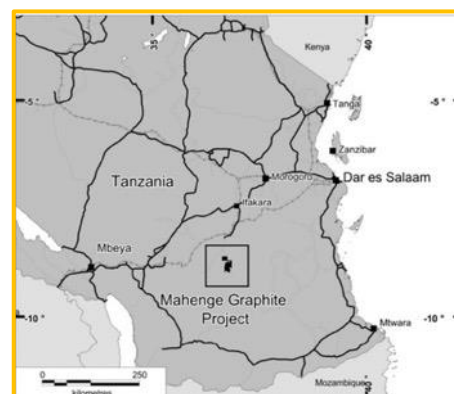 35
40
Kenya
-5 °
-5 °
Tanga
Zanzibar
Tanzania
Morogoro
Dar es Salaam
Ifakara
Mbeya
Mahenge Graphite
Project
-10 °
-10 °
Mtwara
0
250
kilometres
Mozambique
40